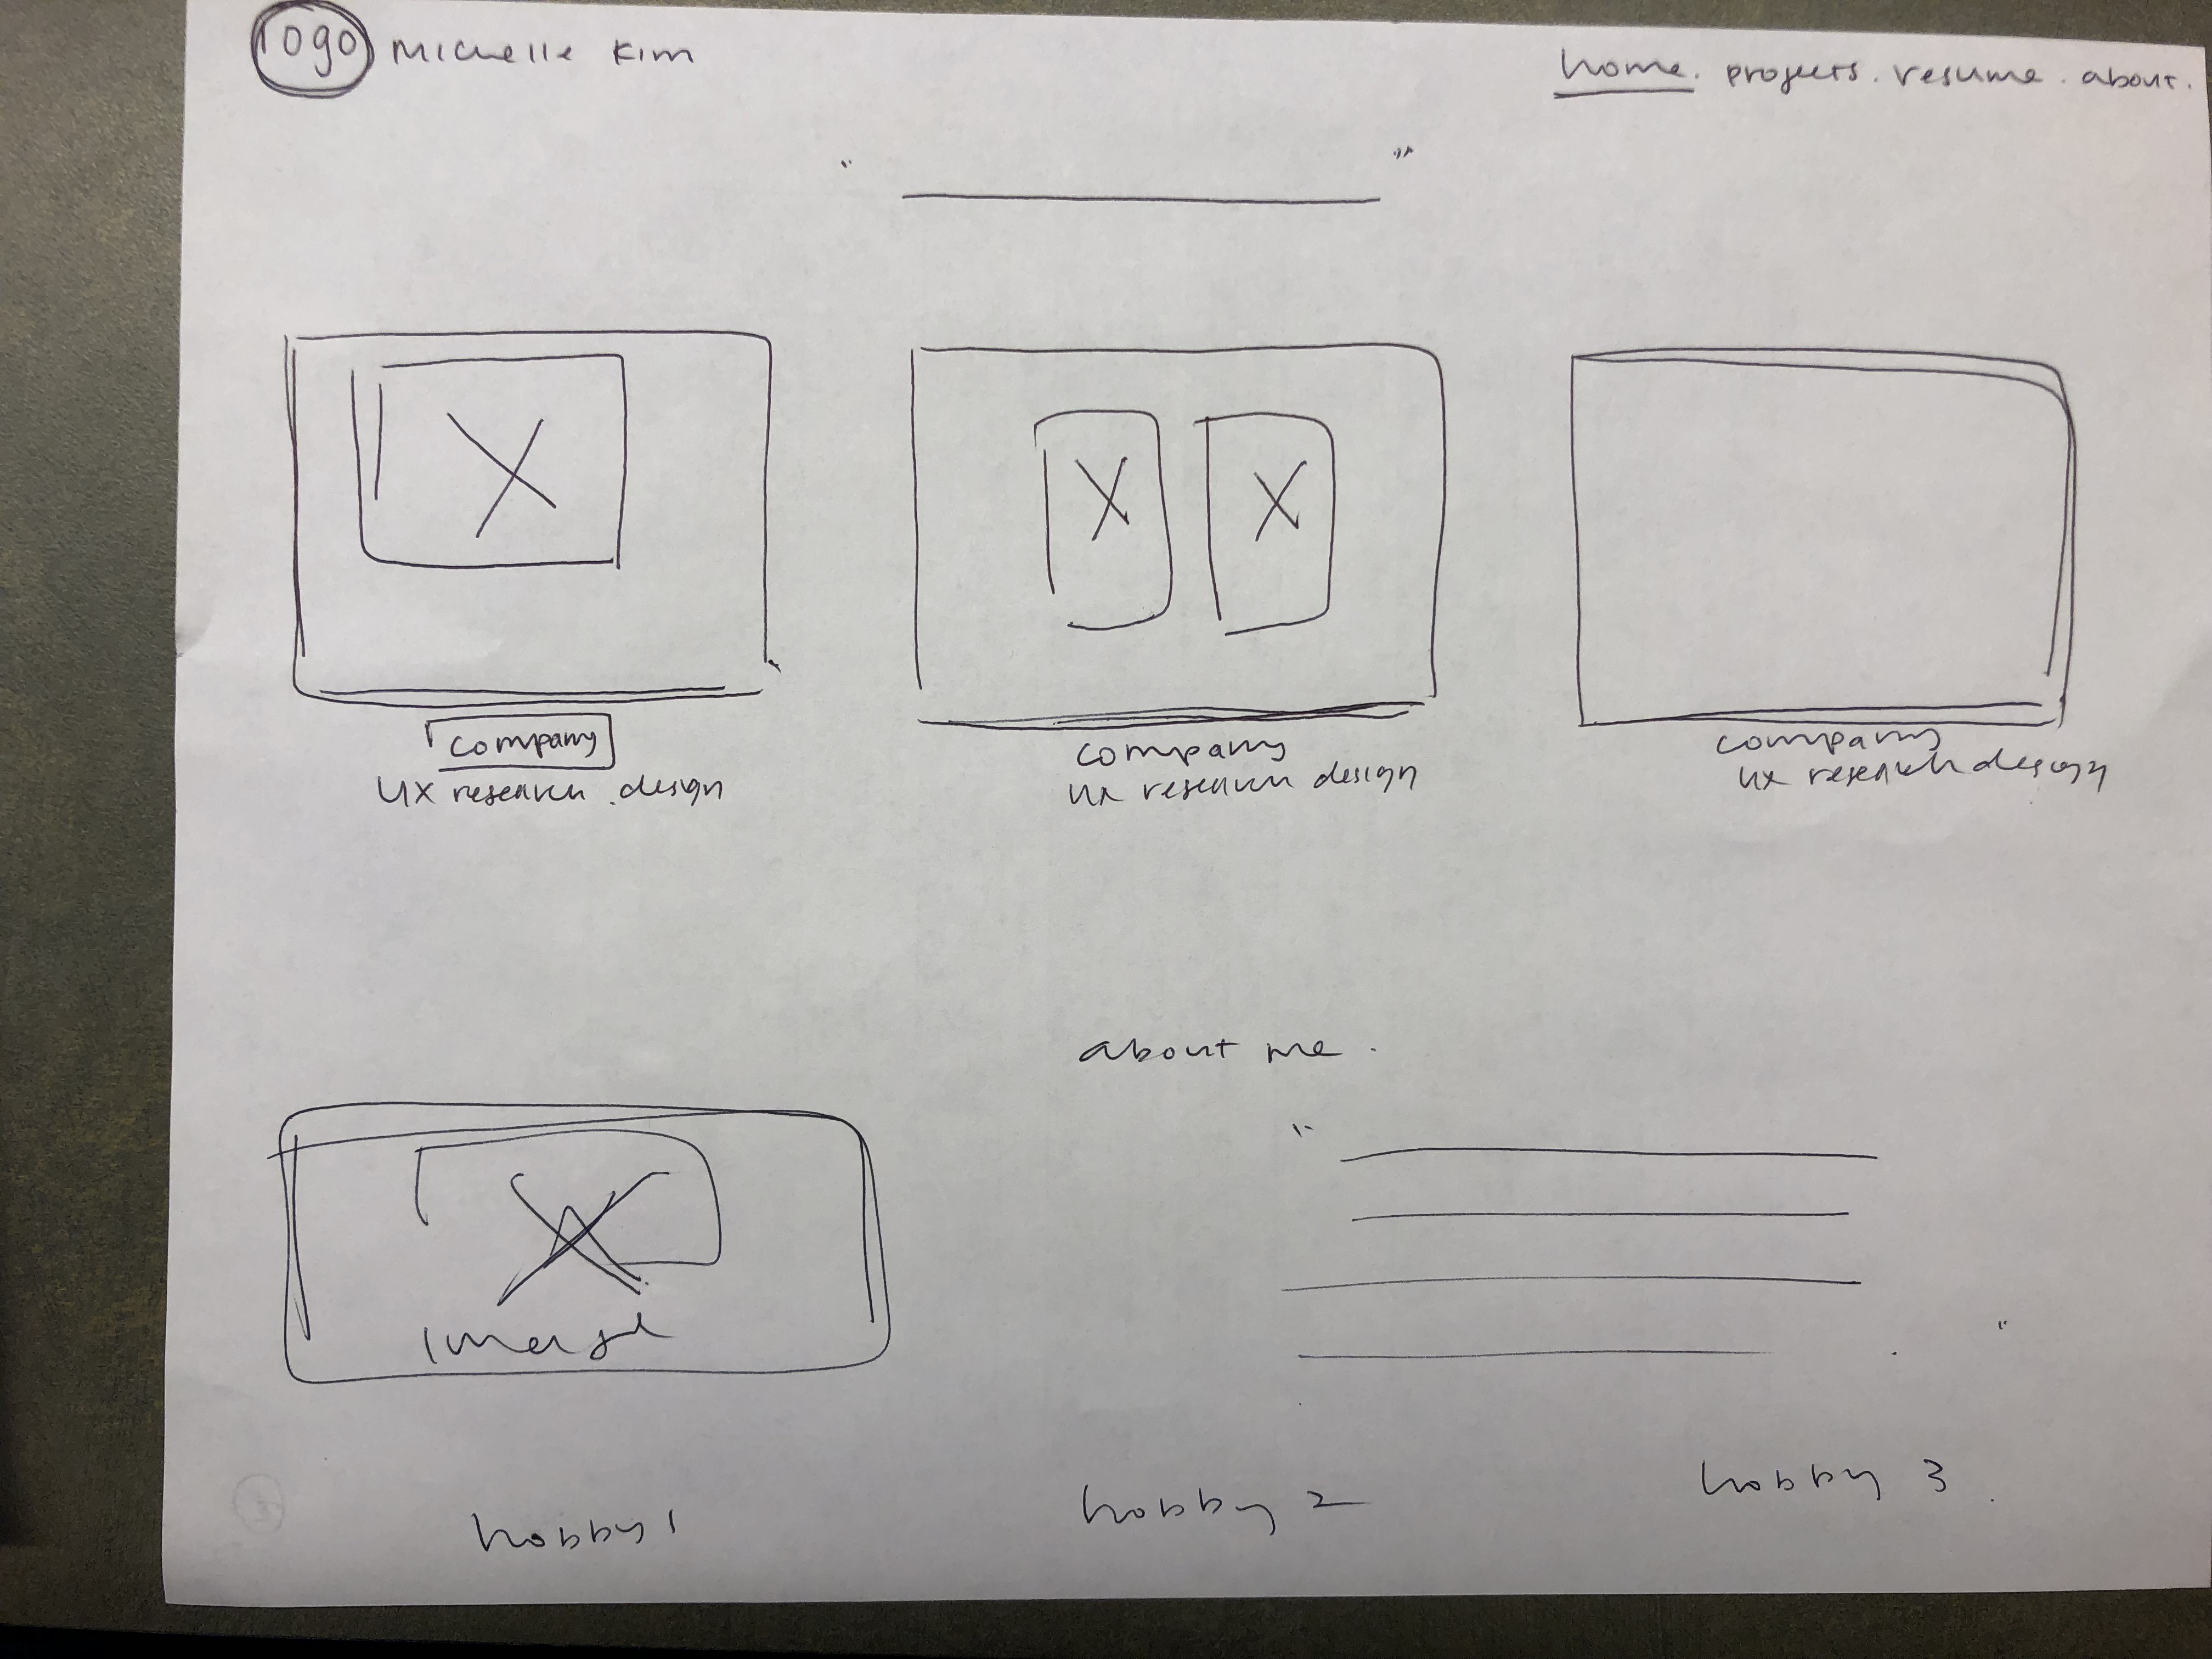 logo Michelle Kim
home. projects. resume. about.
" "
company
UX research. design
company
UX research design
company
UX research design
about me.
"
"
image
hobby 1
hobby 2
hobby 3